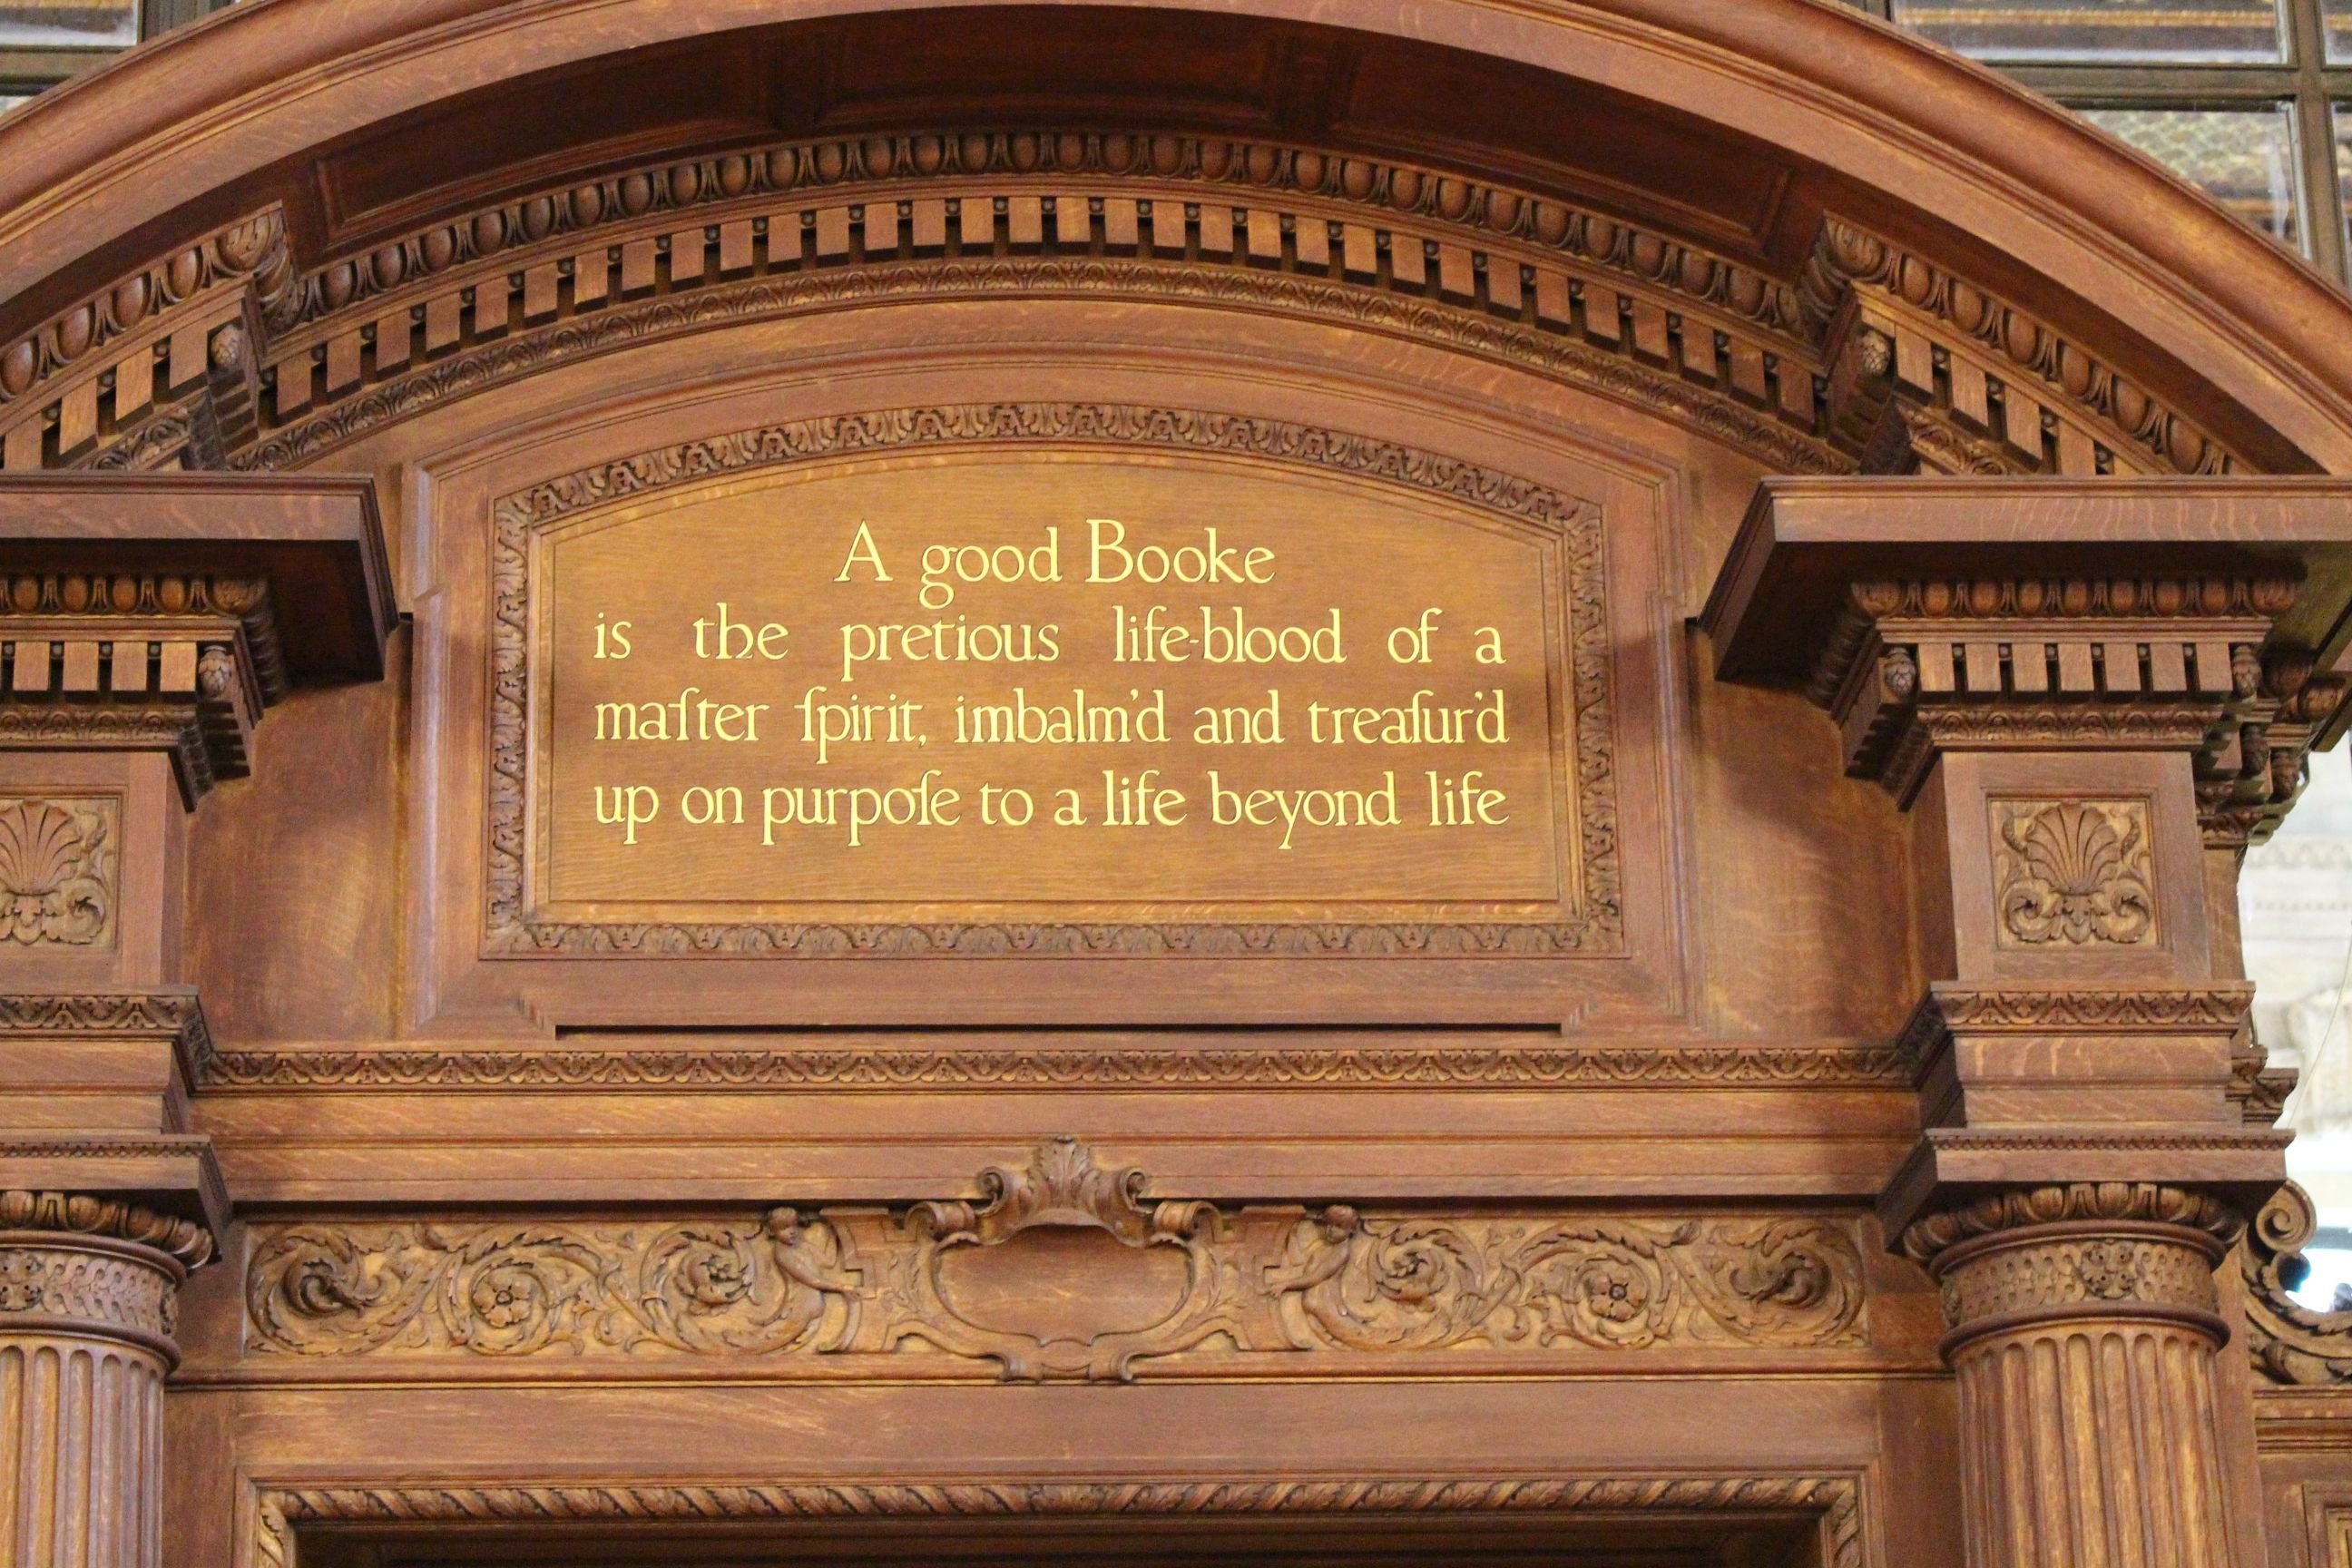 A good Booke
is the pretious life-blood of a
maſter ſpirit, imbalm'd and treaſur'd
up on purpoſe to a life beyond life